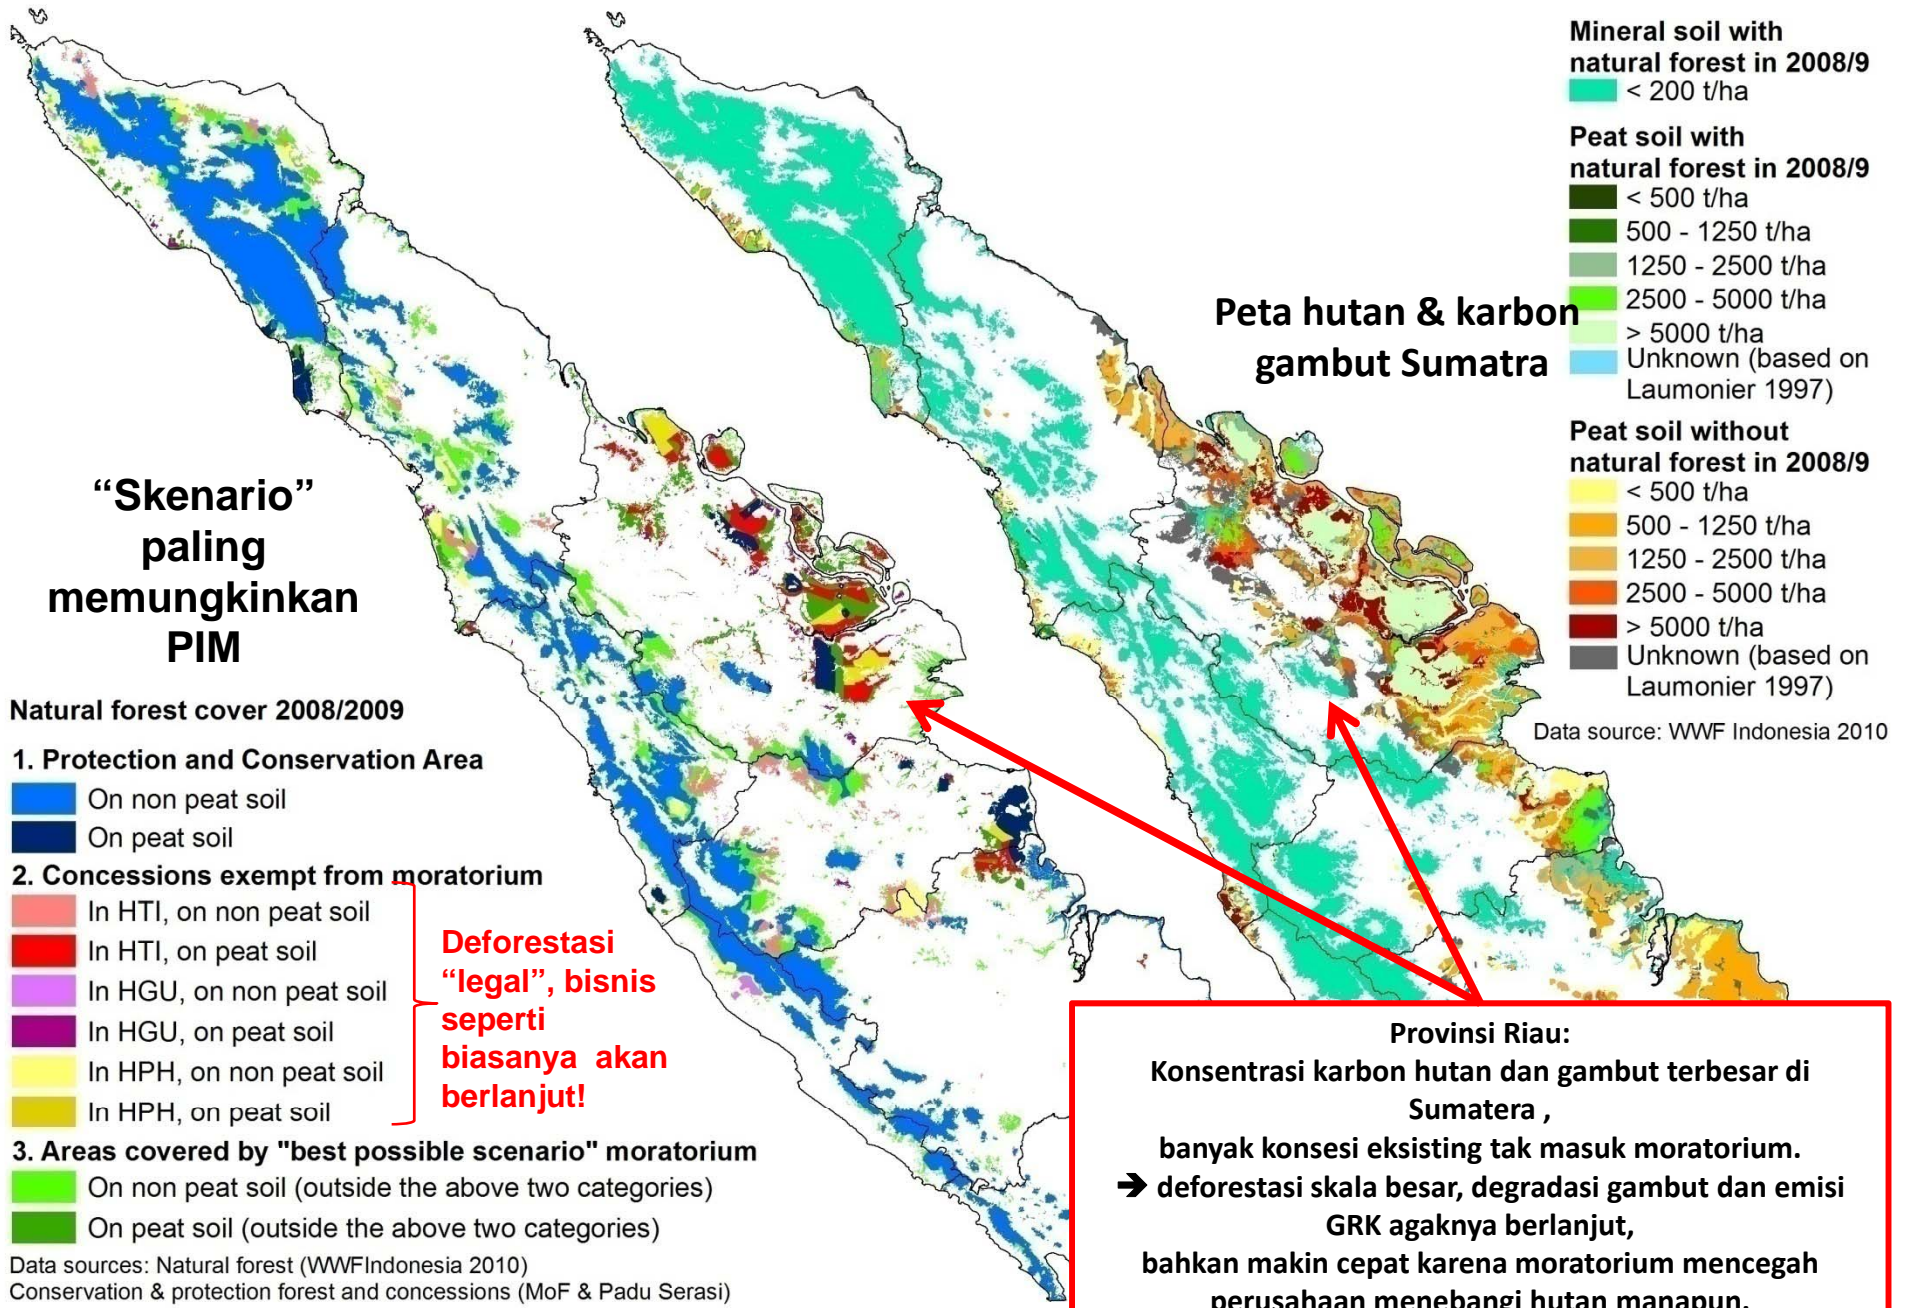 Mineral soil with
natural forest in 2008/9
< 200 t/ha
Peat soil with
natural forest in 2008/9
< 500 t/ha
500 - 1250 t/ha
1250 - 2500 t/ha
2500 - 5000 t/ha
> 5000 t/ha
Unknown (based on
Laumonier 1997)
Peat soil without
natural forest in 2008/9
< 500 t/ha
500 - 1250 t/ha
1250 - 2500 t/ha
2500 - 5000 t/ha
> 5000 t/ha
Unknown (based on
Laumonier 1997)
Data source: WWF Indonesia 2010
Peta hutan & karbon
gambut Sumatra
“Skenario”
paling
memungkinkan
PIM
Natural forest cover 2008/2009
1. Protection and Conservation Area
On non peat soil
On peat soil
2. Concessions exempt from moratorium
In HTI, on non peat soil
In HTI, on peat soil
In HGU, on non peat soil
In HGU, on peat soil
In HPH, on non peat soil
In HPH, on peat soil
3. Areas covered by "best possible scenario" moratorium
On non peat soil (outside the above two categories)
On peat soil (outside the above two categories)
Data sources: Natural forest (WWFIndonesia 2010)
Conservation & protection forest and concessions (MoF & Padu Serasi)
Deforestasi
“legal”, bisnis
seperti
biasanya akan
berlanjut!
Provinsi Riau:
Konsentrasi karbon hutan dan gambut terbesar di
Sumatera ,
banyak konsesi eksisting tak masuk moratorium.
➔ deforestasi skala besar, degradasi gambut dan emisi
GRK agaknya berlanjut,
bahkan makin cepat karena moratorium mencegah
perusahaan menebangi hutan manapun.